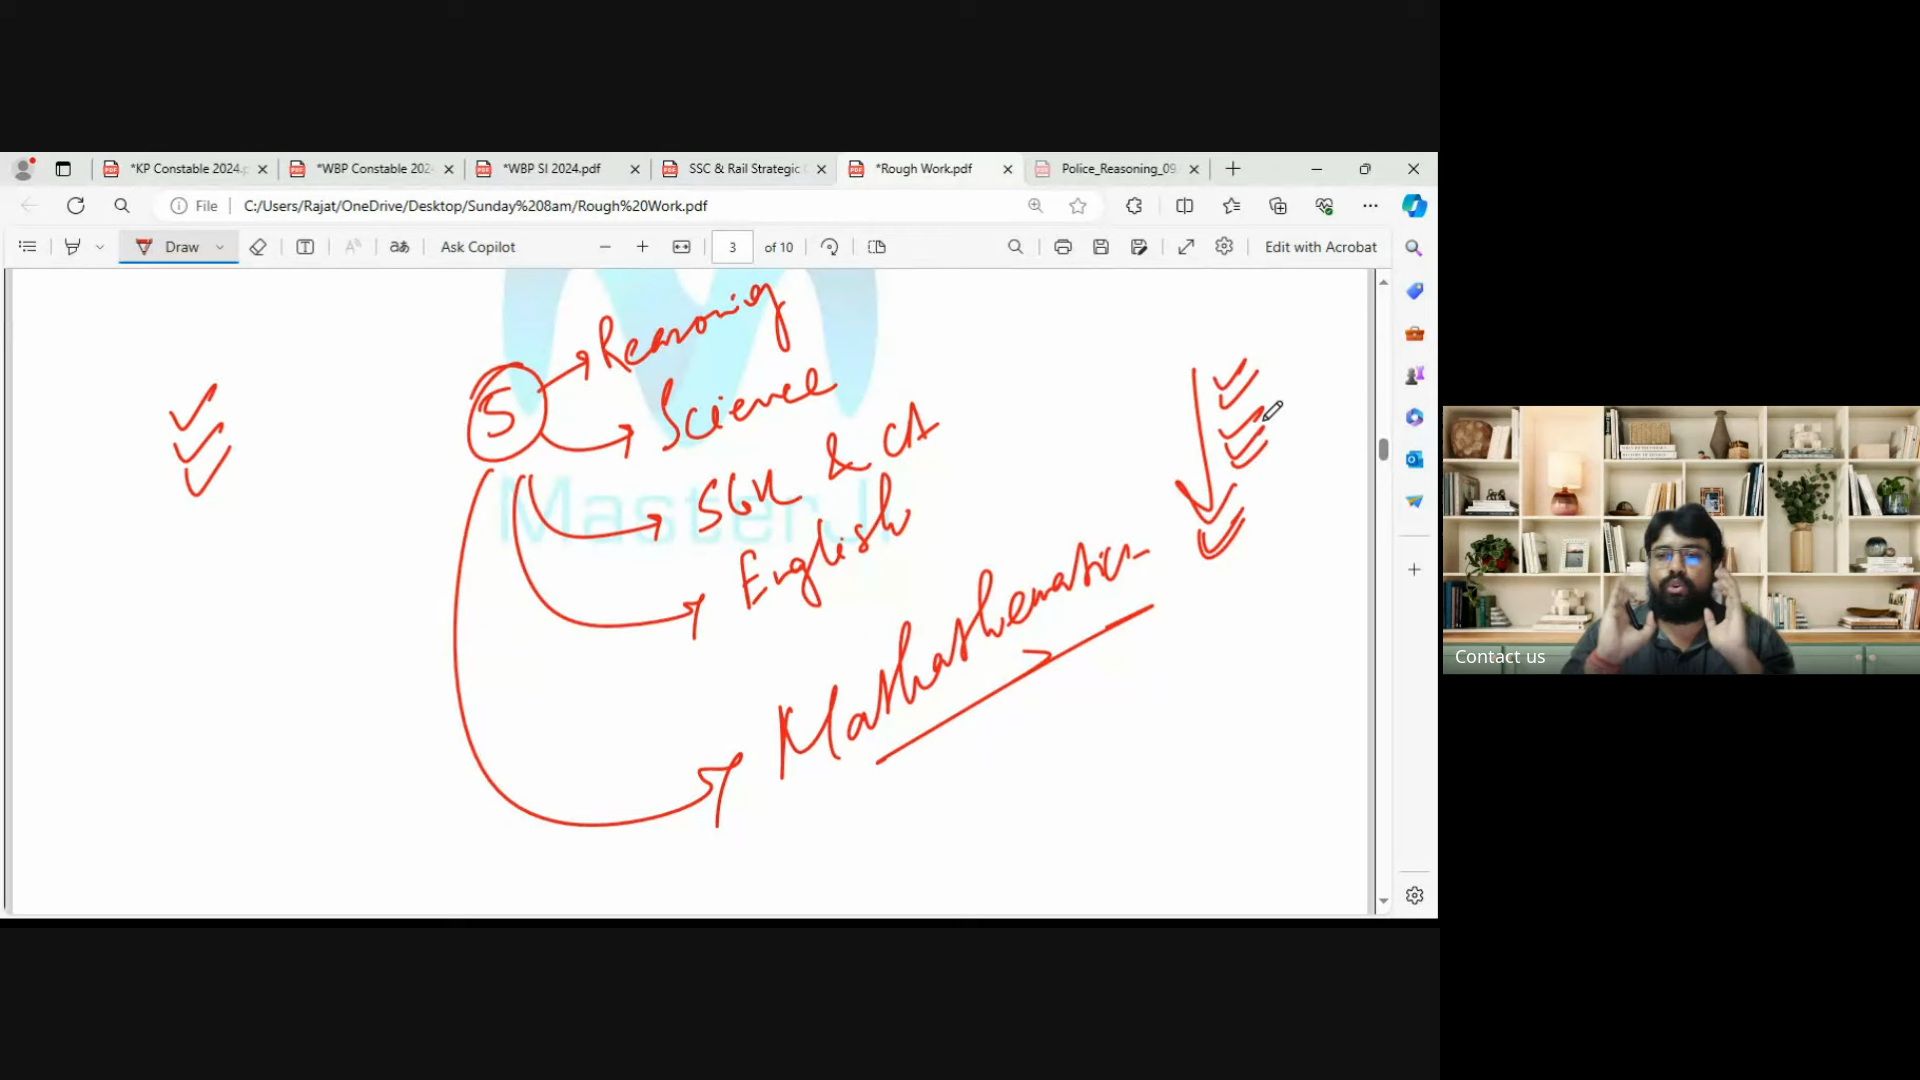 *KP Constable 2024.p
*WBP Constable 202
*WBP SI 2024.pdf
SSC & Rail Strategic
*Rough Work.pdf
Police_Reasoning_09
File
C:/Users/Rajat/OneDrive/Desktop/Sunday%208am/Rough%20Work.pdf
Draw
Ask Copilot
3 of 10
Edit with Acrobat
Reasoning
5
Science
SGK & CA
English
Mathathematics
Master
Contact us